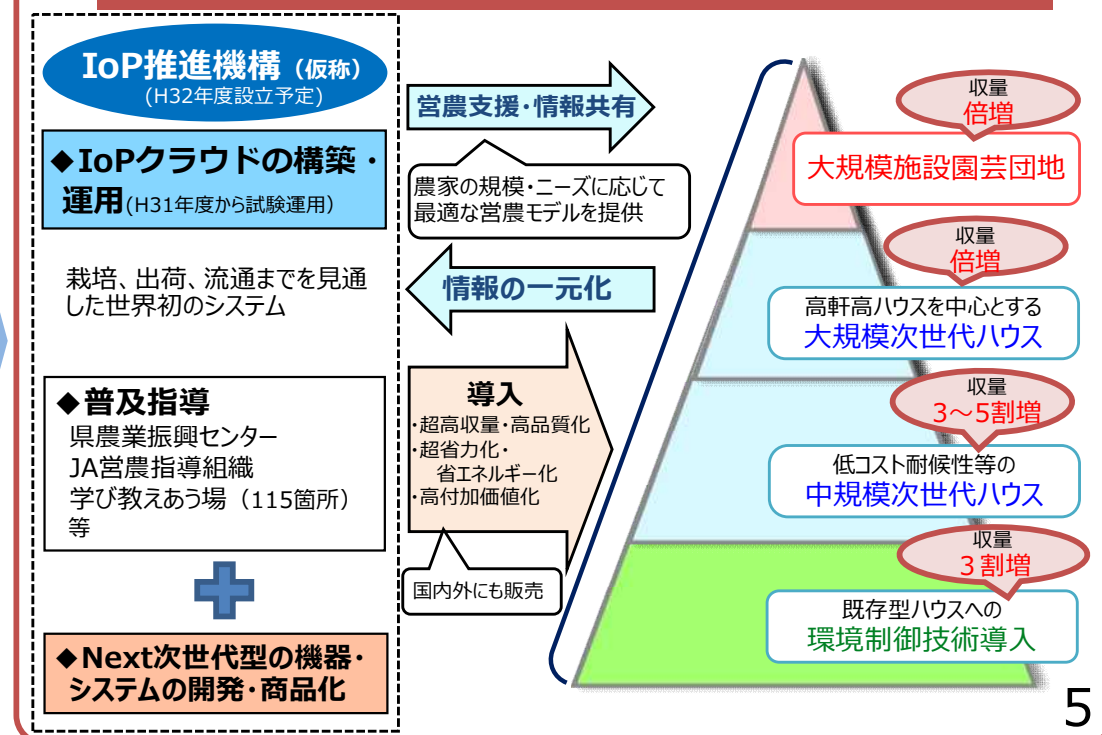 IoP推進機構（仮称）
(H32年度設立予定)
◆IoPクラウドの構築・
運用(H31年度から試験運用）
栽培、出荷、流通までを見通
した世界初のシステム
◆普及指導
県農業振興センター
JA営農指導組織
学び教えあう場（115箇所）
等
◆Next次世代型の機器・
システムの開発・商品化
営農支援・情報共有
農家の規模・ニーズに応じて
最適な営農モデルを提供
情報の一元化
導入
・超高収量・高品質化
・超省力化・
省エネルギー化
・高付加価値化
国内外にも販売
収量
倍増
大規模施設園芸団地
収量
倍増
高軒高ハウスを中心とする
大規模次世代ハウス
収量
3～5割増
低コスト耐候性等の
中規模次世代ハウス
収量
３割増
既存型ハウスへの
環境制御技術導入
5